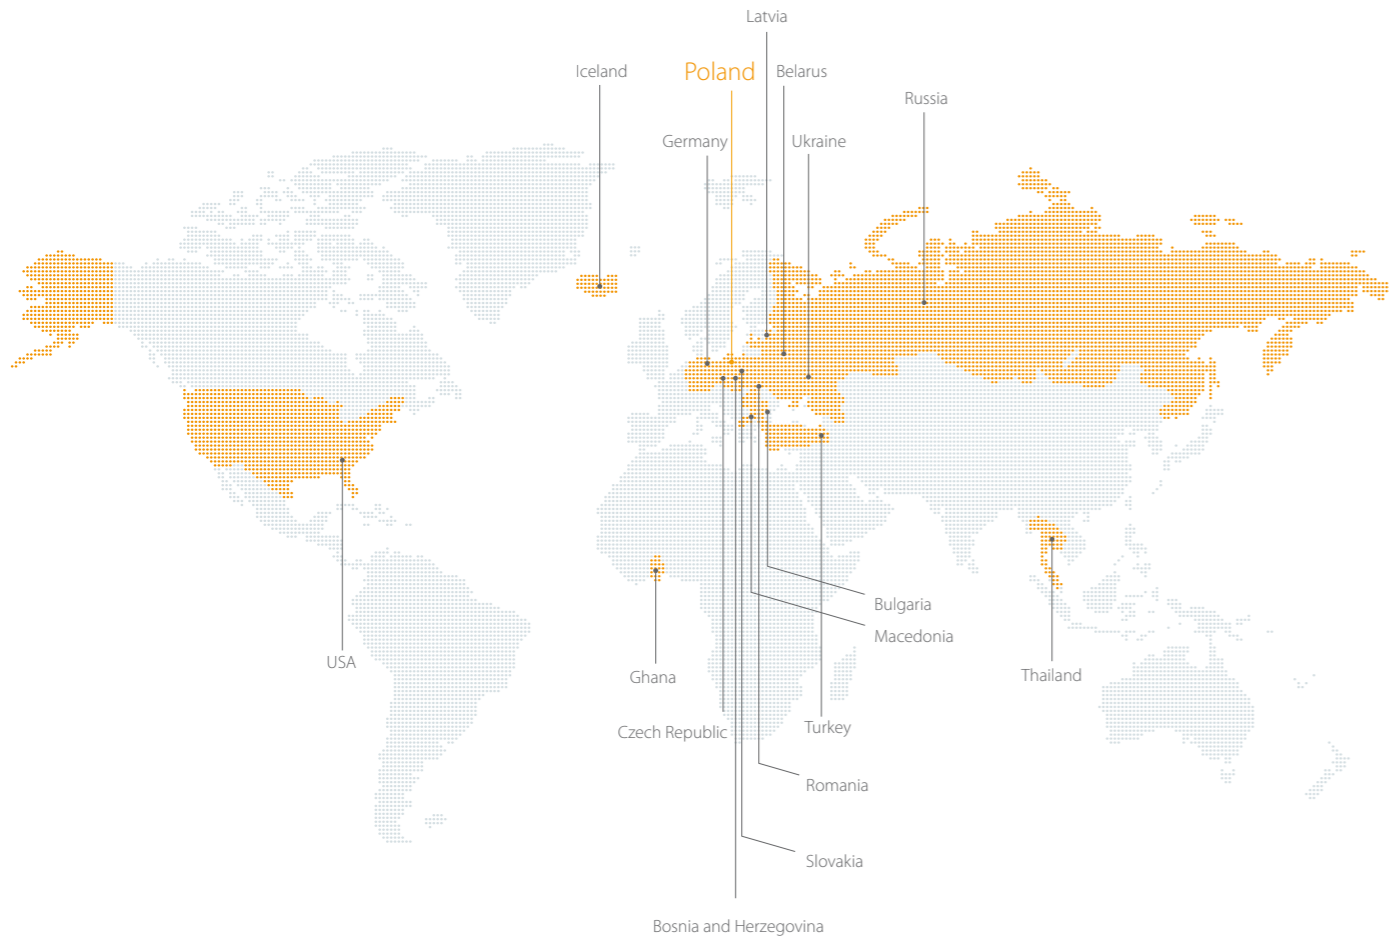 Latvia
Iceland
Poland
Belarus
Russia
Germany
Ukraine
Bulgaria
Macedonia
USA
Ghana
Thailand
Czech Republic
Turkey
Romania
Slovakia
Bosnia and Herzegovina